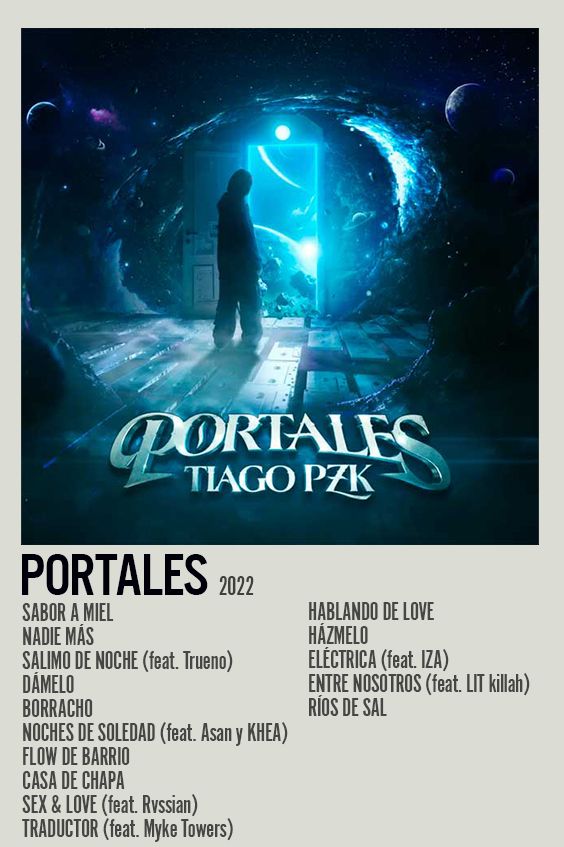 PORTALES
TIAGO PZK
PORTALES 2022
SABOR A MIEL
NADIE MÁS
SALIMO DE NOCHE (feat. Trueno)
DÁMELO
BORRACHO
NOCHES DE SOLEDAD (feat. Asan y KHEA)
FLOW DE BARRIO
CASA DE CHAPA
SEX & LOVE (feat. Rvssian)
TRADUCTOR (feat. Myke Towers)
HABLANDO DE LOVE
HÁZMELO
ELÉCTRICA (feat. IZA)
ENTRE NOSOTROS (feat. LIT killah)
RÍOS DE SAL